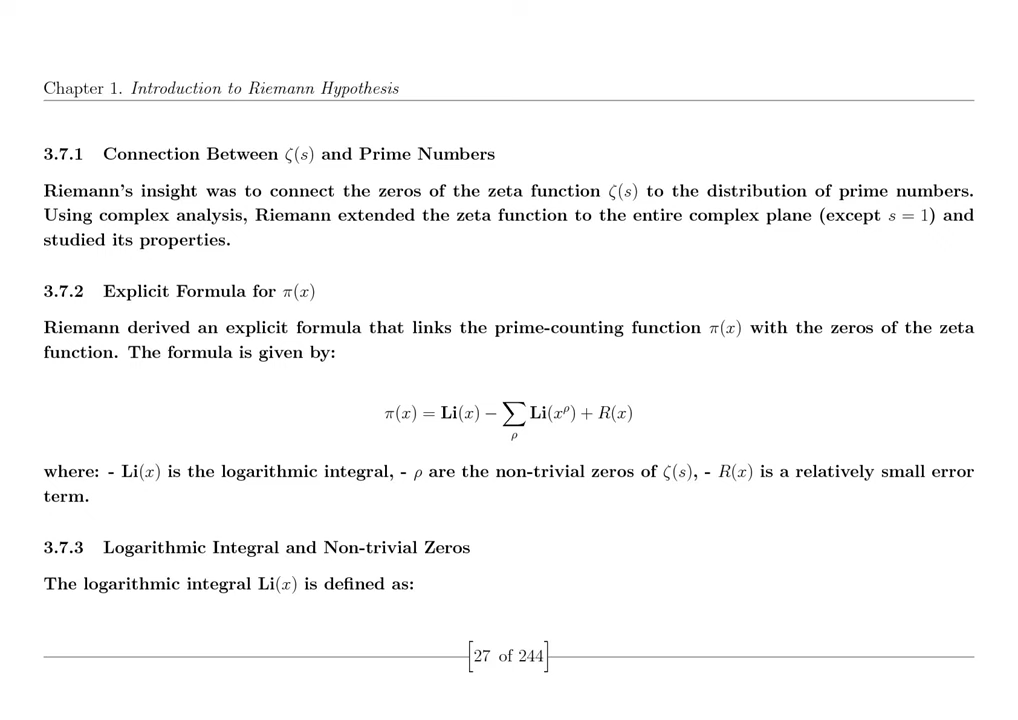 Chapter 1. Introduction to Riemann Hypothesis
3.7.1 Connection Between ζ(s) and Prime Numbers
Riemann's insight was to connect the zeros of the zeta function ζ(s) to the distribution of prime numbers.
Using complex analysis, Riemann extended the zeta function to the entire complex plane (except s = 1) and
studied its properties.
3.7.2 Explicit Formula for π(x)
Riemann derived an explicit formula that links the prime-counting function π(x) with the zeros of the zeta
function. The formula is given by:
π(x) = Li(x) − ∑ Li(x^ρ) + R(x)
ρ
where: - Li(x) is the logarithmic integral, - ρ are the non-trivial zeros of ζ(s), - R(x) is a relatively small error
term.
3.7.3 Logarithmic Integral and Non-trivial Zeros
The logarithmic integral Li(x) is defined as:
[27 of 244]